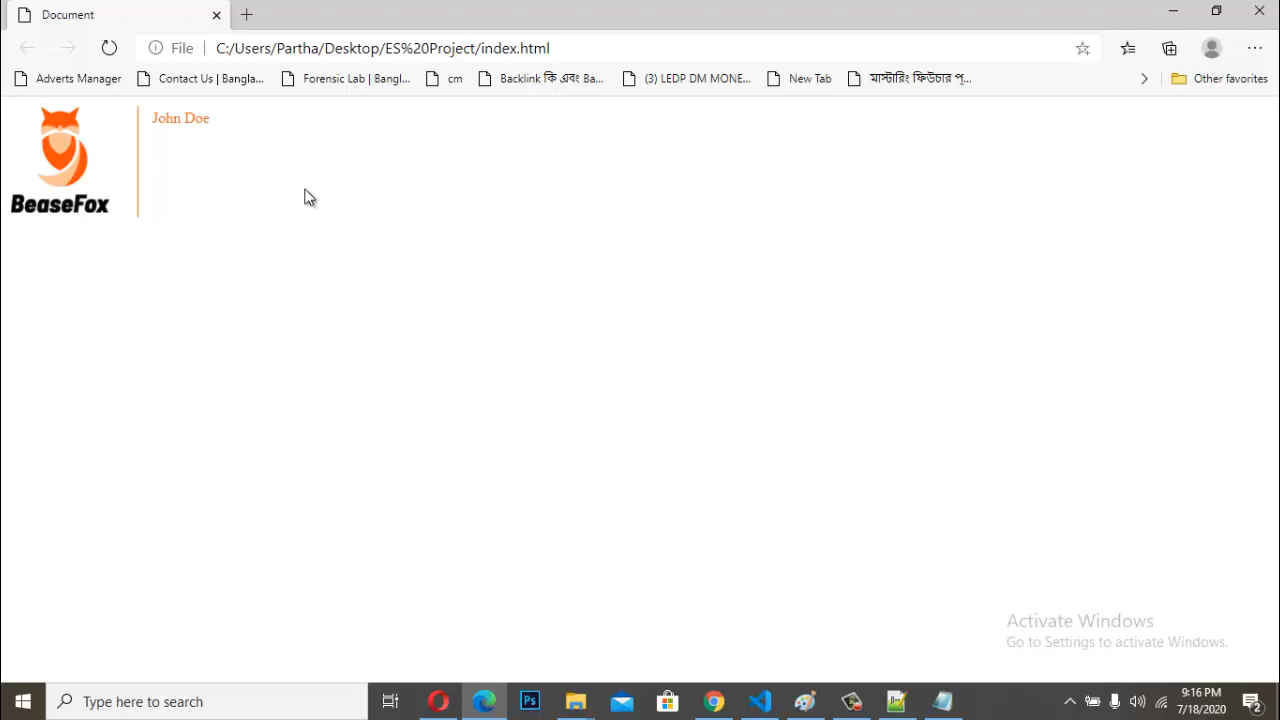 Document
File
C:/Users/Partha/Desktop/ES%20Project/index.html
Adverts Manager
Contact Us | Bangla...
Forensic Lab | Bangl...
cm
Backlink কি এবং Ba...
(3) LEDP DM MONE...
New Tab
মাস্টারিং ফিউচার প্...
Other favorites
John Doe
BeaseFox
Activate Windows
Go to Settings to activate Windows.
Type here to search
Ps
9:16 PM
7/18/2020
2